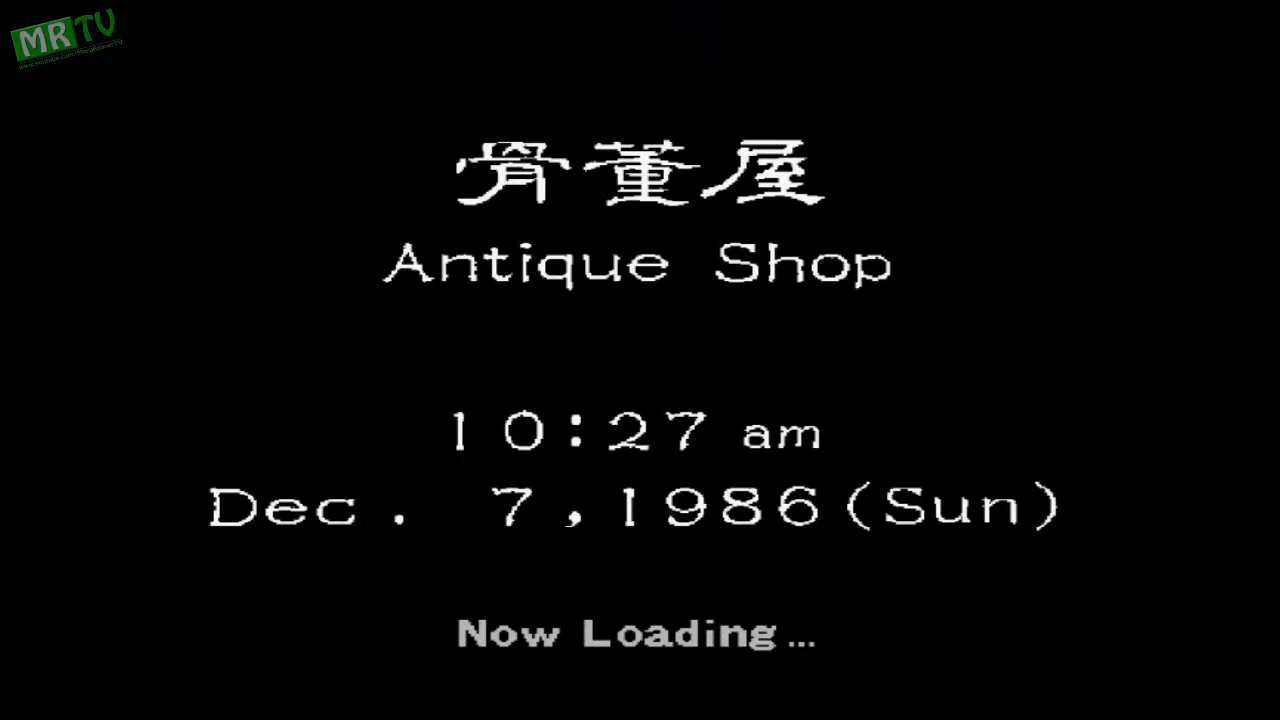 MRTV
骨董屋
Antique Shop
10:27 am
Dec. 7,1986(Sun)
Now Loading...